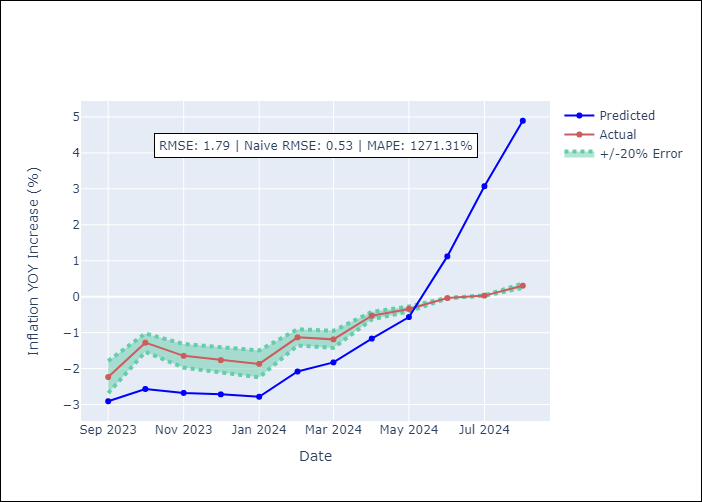 RMSE: 1.79 | Naive RMSE: 0.53 | MAPE: 1271.31%
Predicted
Actual
+/-20% Error
Inflation YOY Increase (%)
5
4
3
2
1
0
−1
−2
−3
Sep 2023
Nov 2023
Jan 2024
Mar 2024
May 2024
Jul 2024
Date